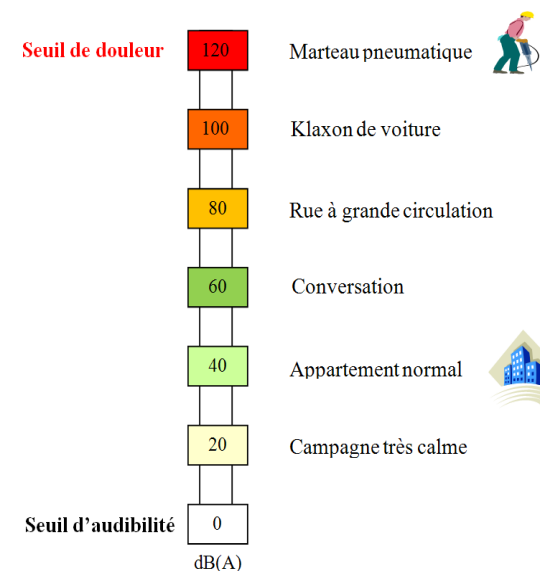 Seuil de douleur 120 Marteau pneumatique
100 Klaxon de voiture
80 Rue à grande circulation
60 Conversation
40 Appartement normal
20 Campagne très calme
Seuil d'audibilité 0
dB(A)